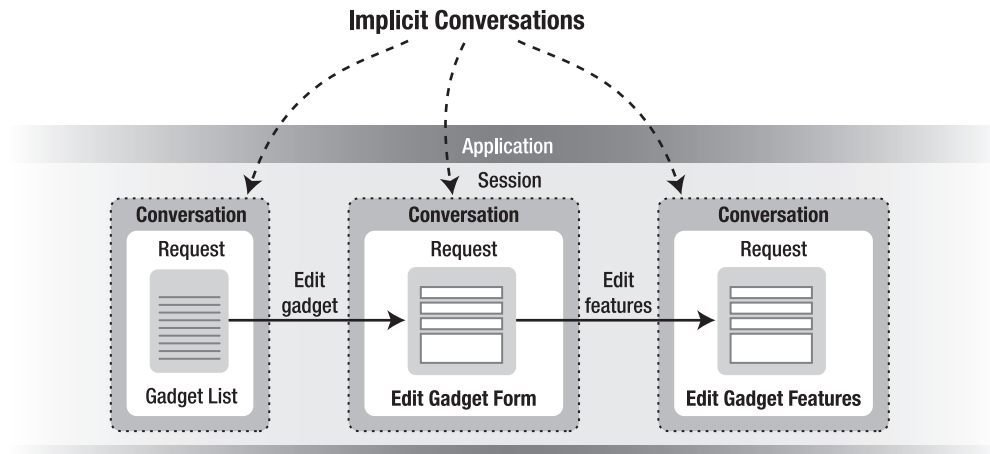 Implicit Conversations
Application
Session
Conversation
Request
Gadget List
Edit
gadget
Conversation
Request
Edit Gadget Form
Edit
features
Conversation
Request
Edit Gadget Features